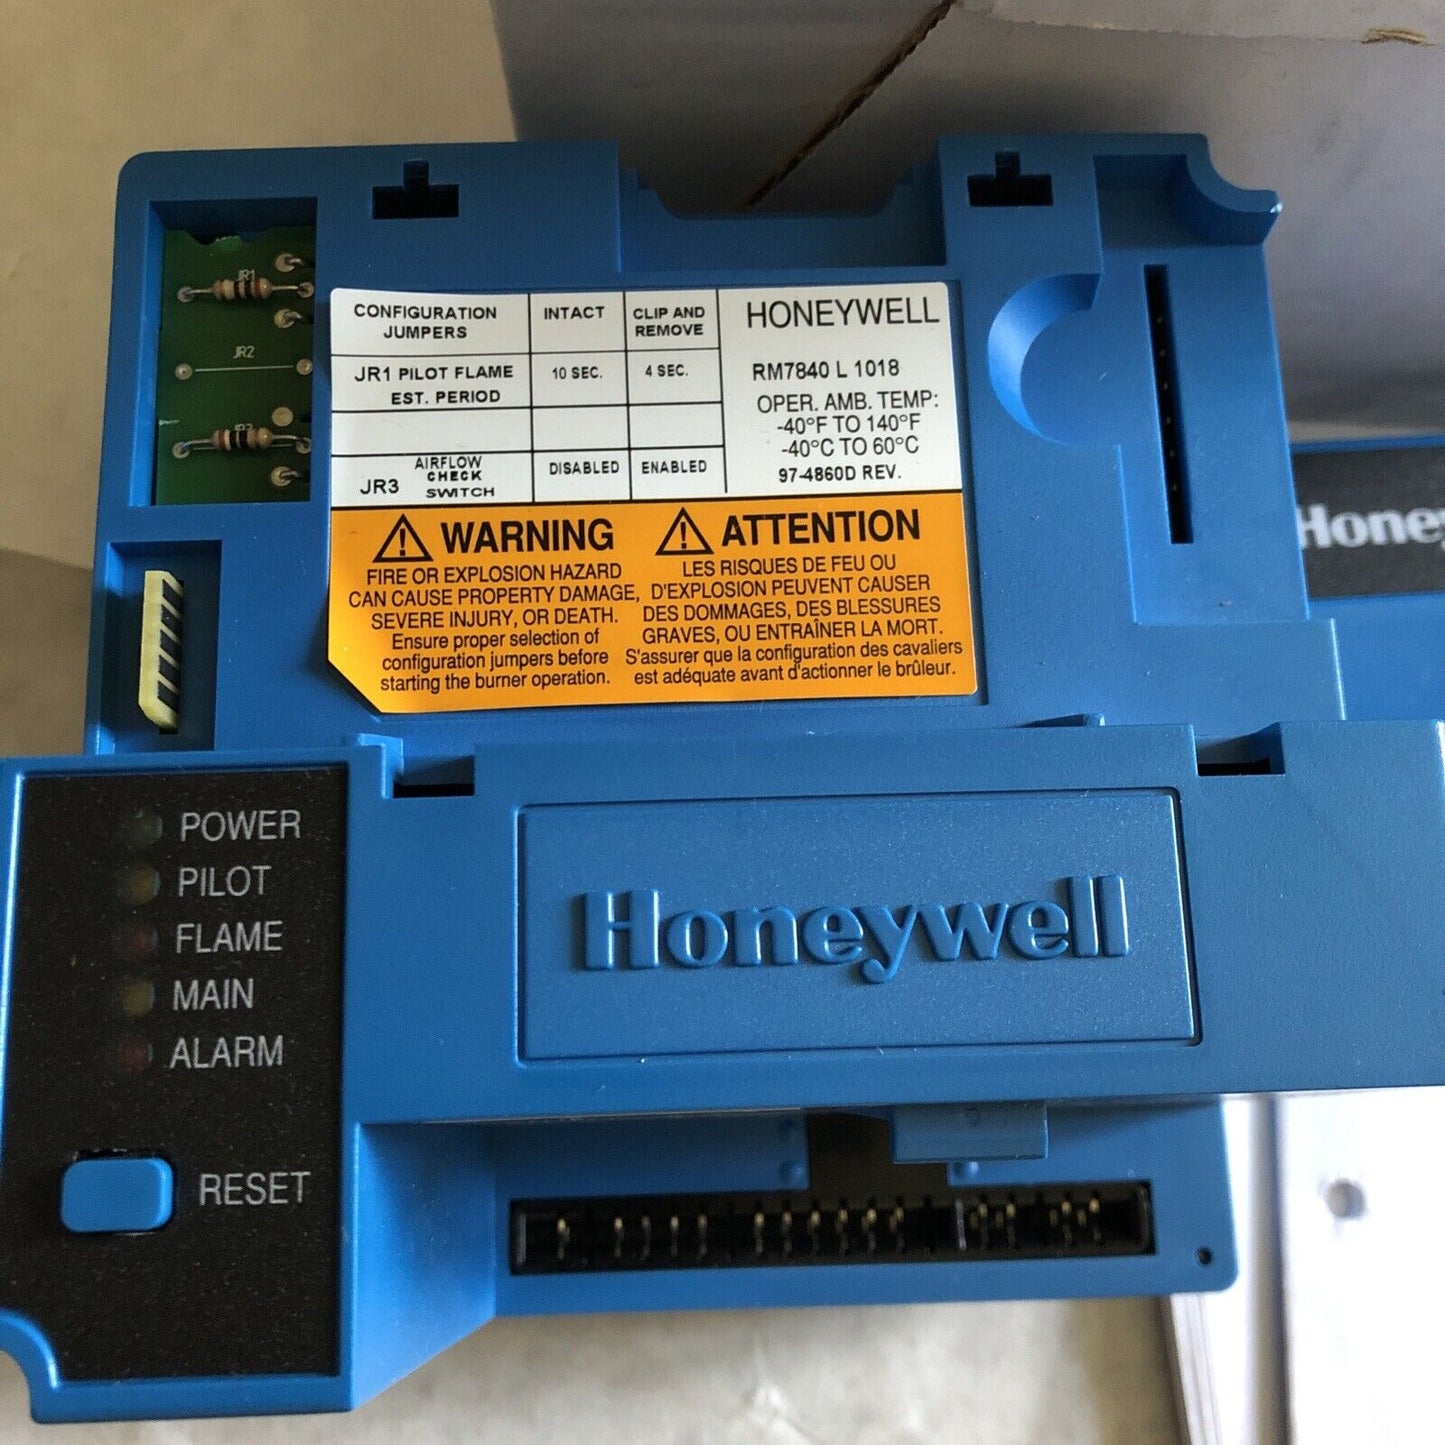 JR1
JR2
JR3
CONFIGURATION JUMPERS
INTACT
CLIP AND REMOVE
JR1 PILOT FLAME EST. PERIOD
10 SEC.
4 SEC.
JR3 AIRFLOW CHECK SWITCH
DISABLED
ENABLED
HONEYWELL
RM7840 L 1018
OPER. AMB. TEMP:
-40°F TO 140°F
-40°C TO 60°C
97-4860D REV.
WARNING
FIRE OR EXPLOSION HAZARD
CAN CAUSE PROPERTY DAMAGE,
SEVERE INJURY, OR DEATH.
Ensure proper selection of
configuration jumpers before
starting the burner operation.
ATTENTION
LES RISQUES DE FEU OU
D'EXPLOSION PEUVENT CAUSER
DES DOMMAGES, DES BLESSURES
GRAVES, OU ENTRAÎNER LA MORT.
S'assurer que la configuration des cavaliers
est adéquate avant d'actionner le brûleur.
Honey
POWER
PILOT
FLAME
MAIN
ALARM
RESET
Honeywell